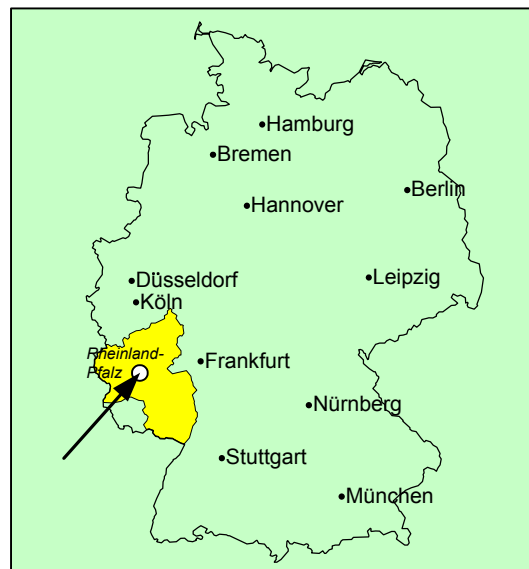 Hamburg
Bremen
Berlin
Hannover
Leipzig
Düsseldorf
Köln
Rheinland-
Pfalz
Frankfurt
Nürnberg
Stuttgart
München